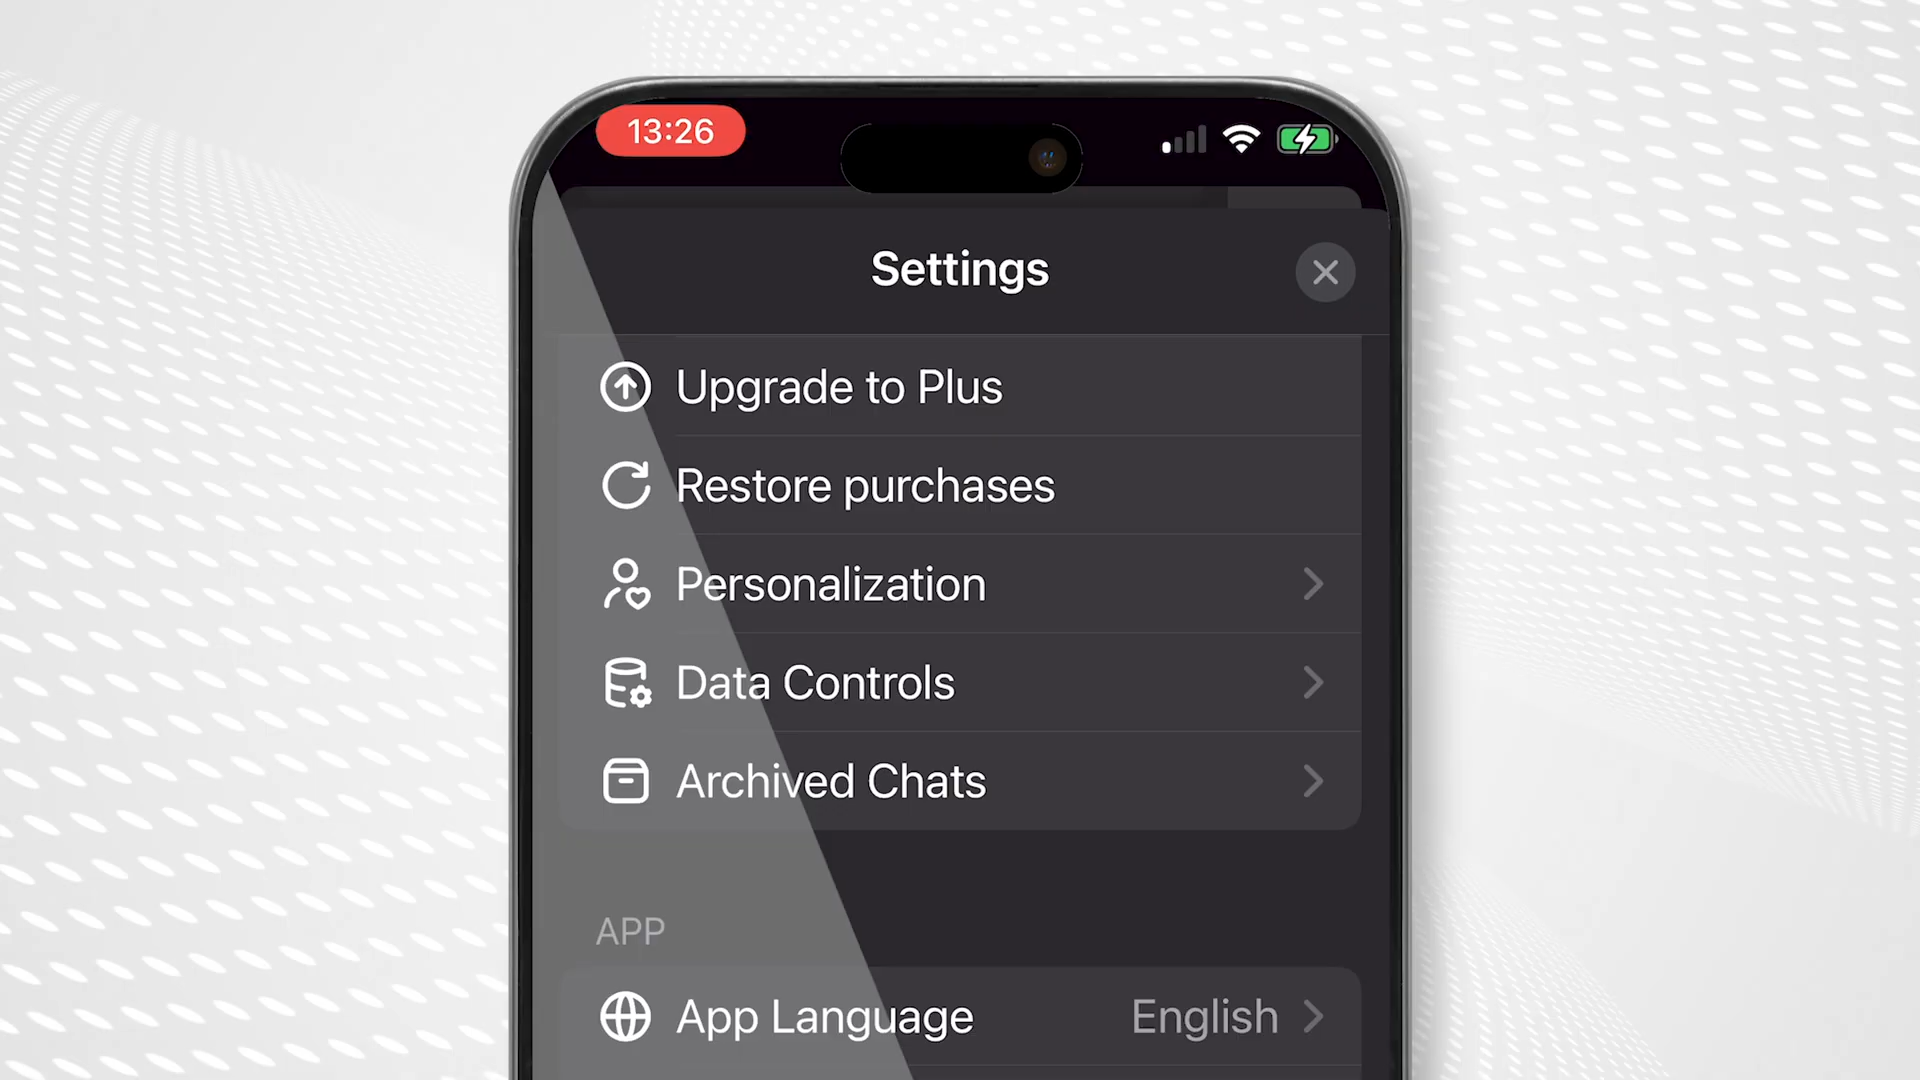 13:26
Settings
Upgrade to Plus
Restore purchases
Personalization
Data Controls
Archived Chats
APP
App Language English